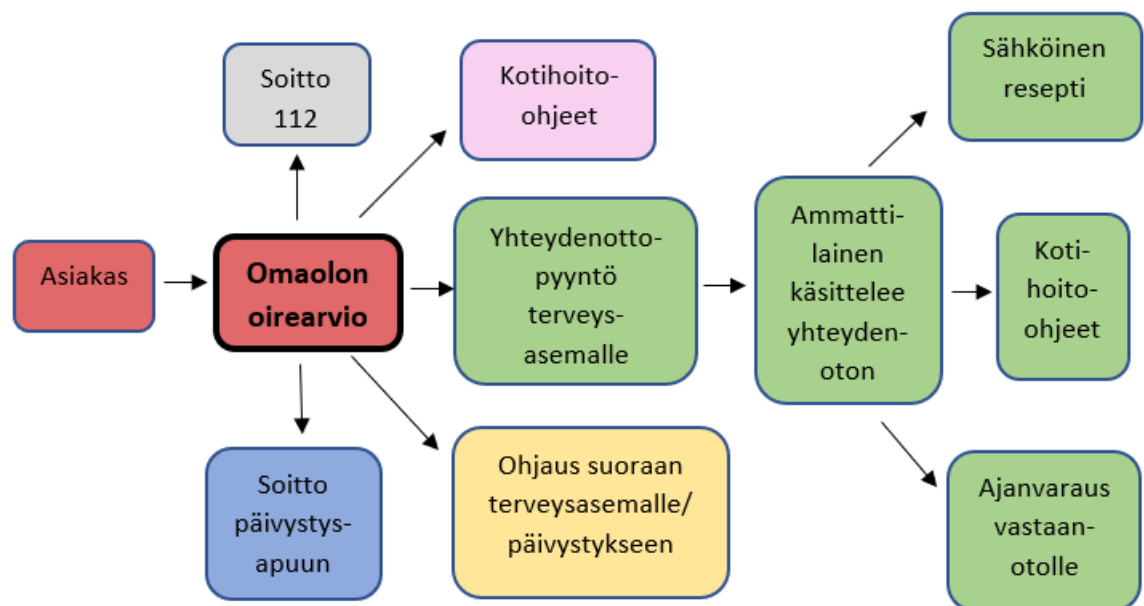 Asiakas
Omaolon
oirearvio
Soitto
112
Kotihoito-
ohjeet
Yhteydenotto-
pyyntö
terveys-
asemalle
Soitto
päivystys-
apuun
Ohjaus suoraan
terveysasemalle/
päivystykseen
Ammatti-
lainen
käsittelee
yhteyden-
oton
Sähköinen
resepti
Koti-
hoito-
ohjeet
Ajanvaraus
vastaan-
otolle